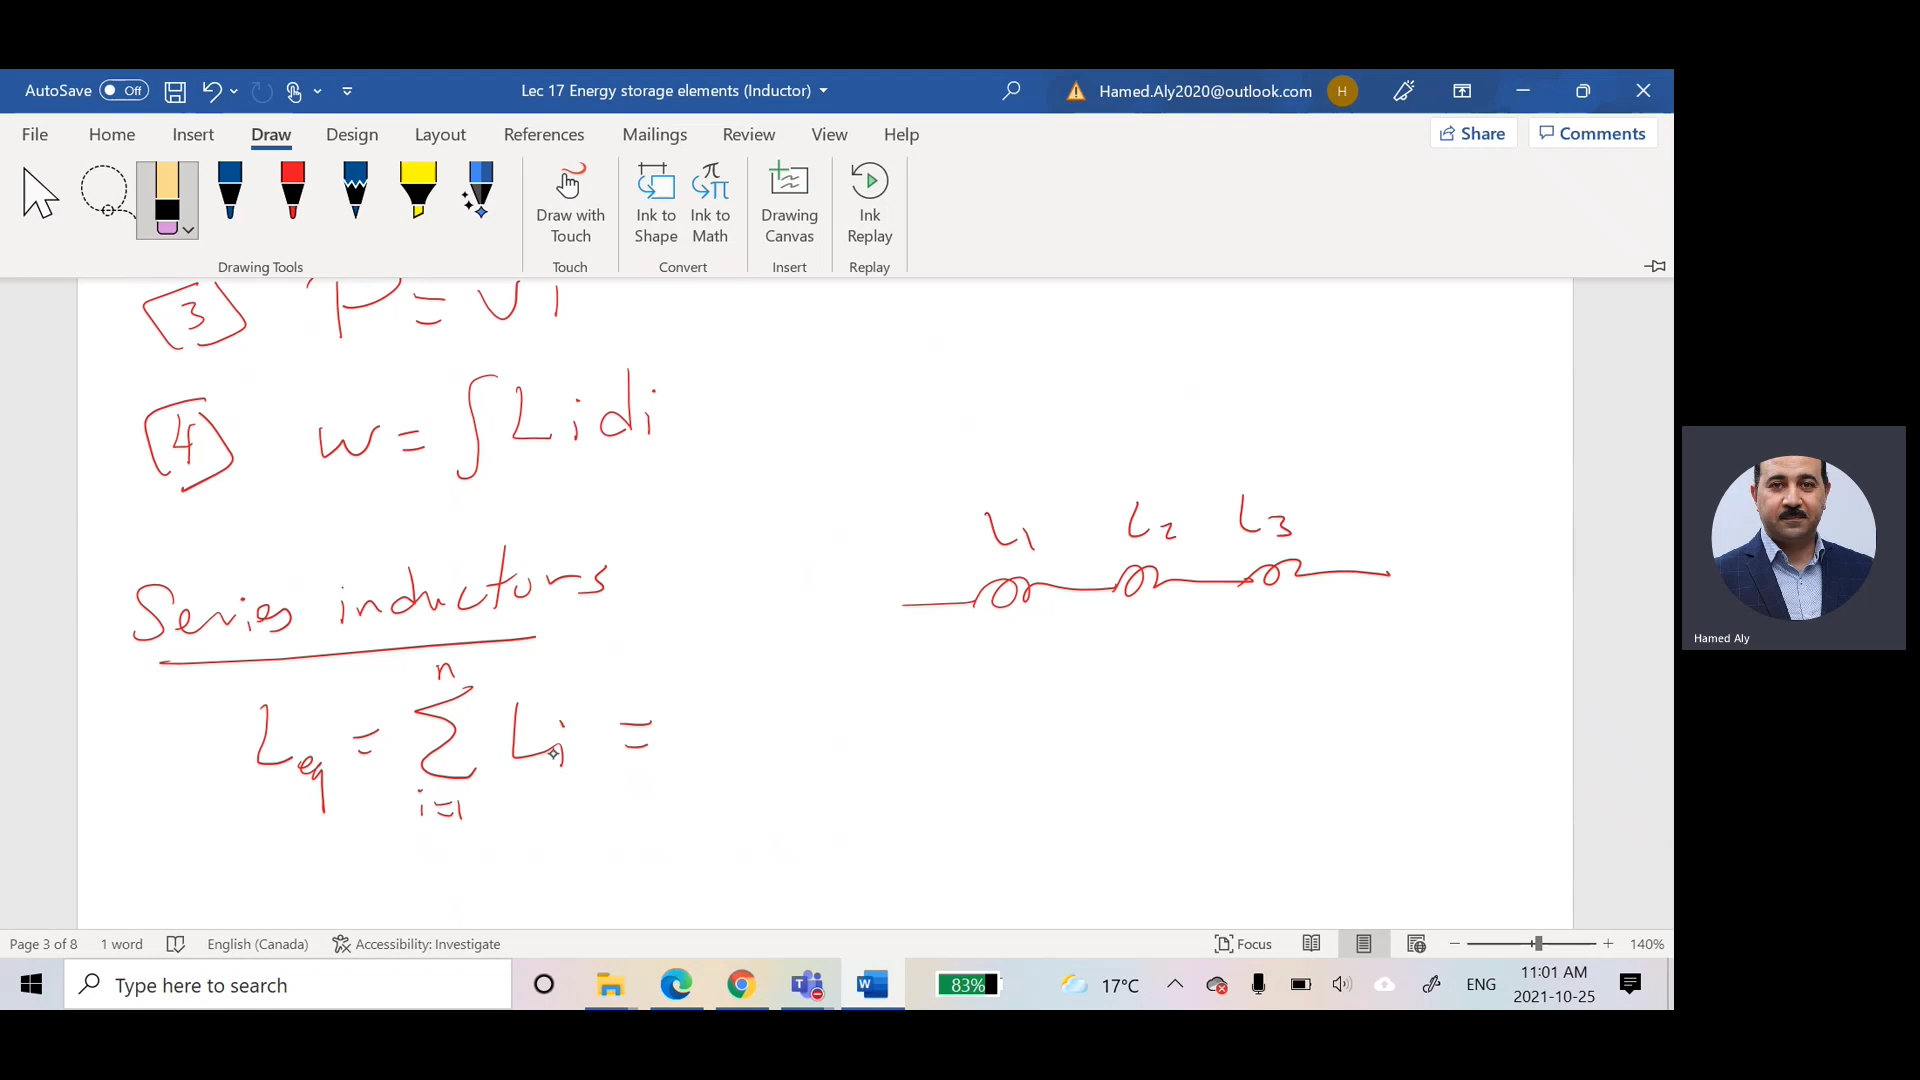 AutoSave Off Lec 17 Energy storage elements (Inductor) Hamed.Aly2020@outlook.com H
File Home Insert Draw Design Layout References Mailings Review View Help Share Comments
Draw with Touch
Ink to Shape
Ink to Math
Drawing Canvas
Ink Replay
Drawing Tools Touch Convert Insert Replay
3 P = V i
4 w = ∫ L i di
L1 L2 L3
Series inductors
Leq = ∑ⁿᵢ₌₁ Li =
Hamed Aly
Page 3 of 8 1 word English (Canada) Accessibility: Investigate Focus 140%
Type here to search 83% 17°C ENG 11:01 AM
2021-10-25